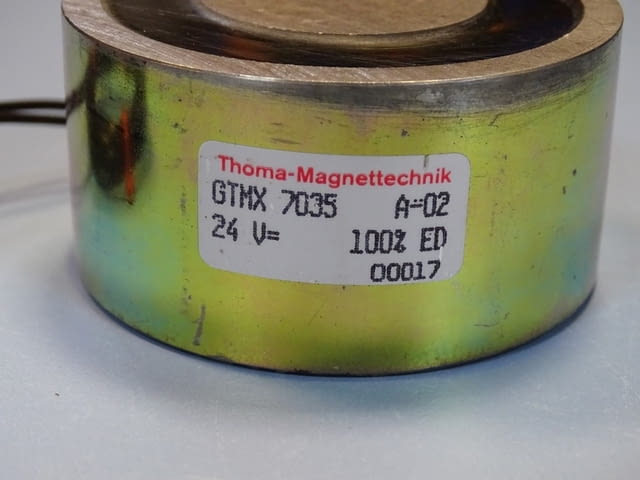 Thoma-Magnettechnik
GTMX 7035 A-02
24 V= 100% ED
00017